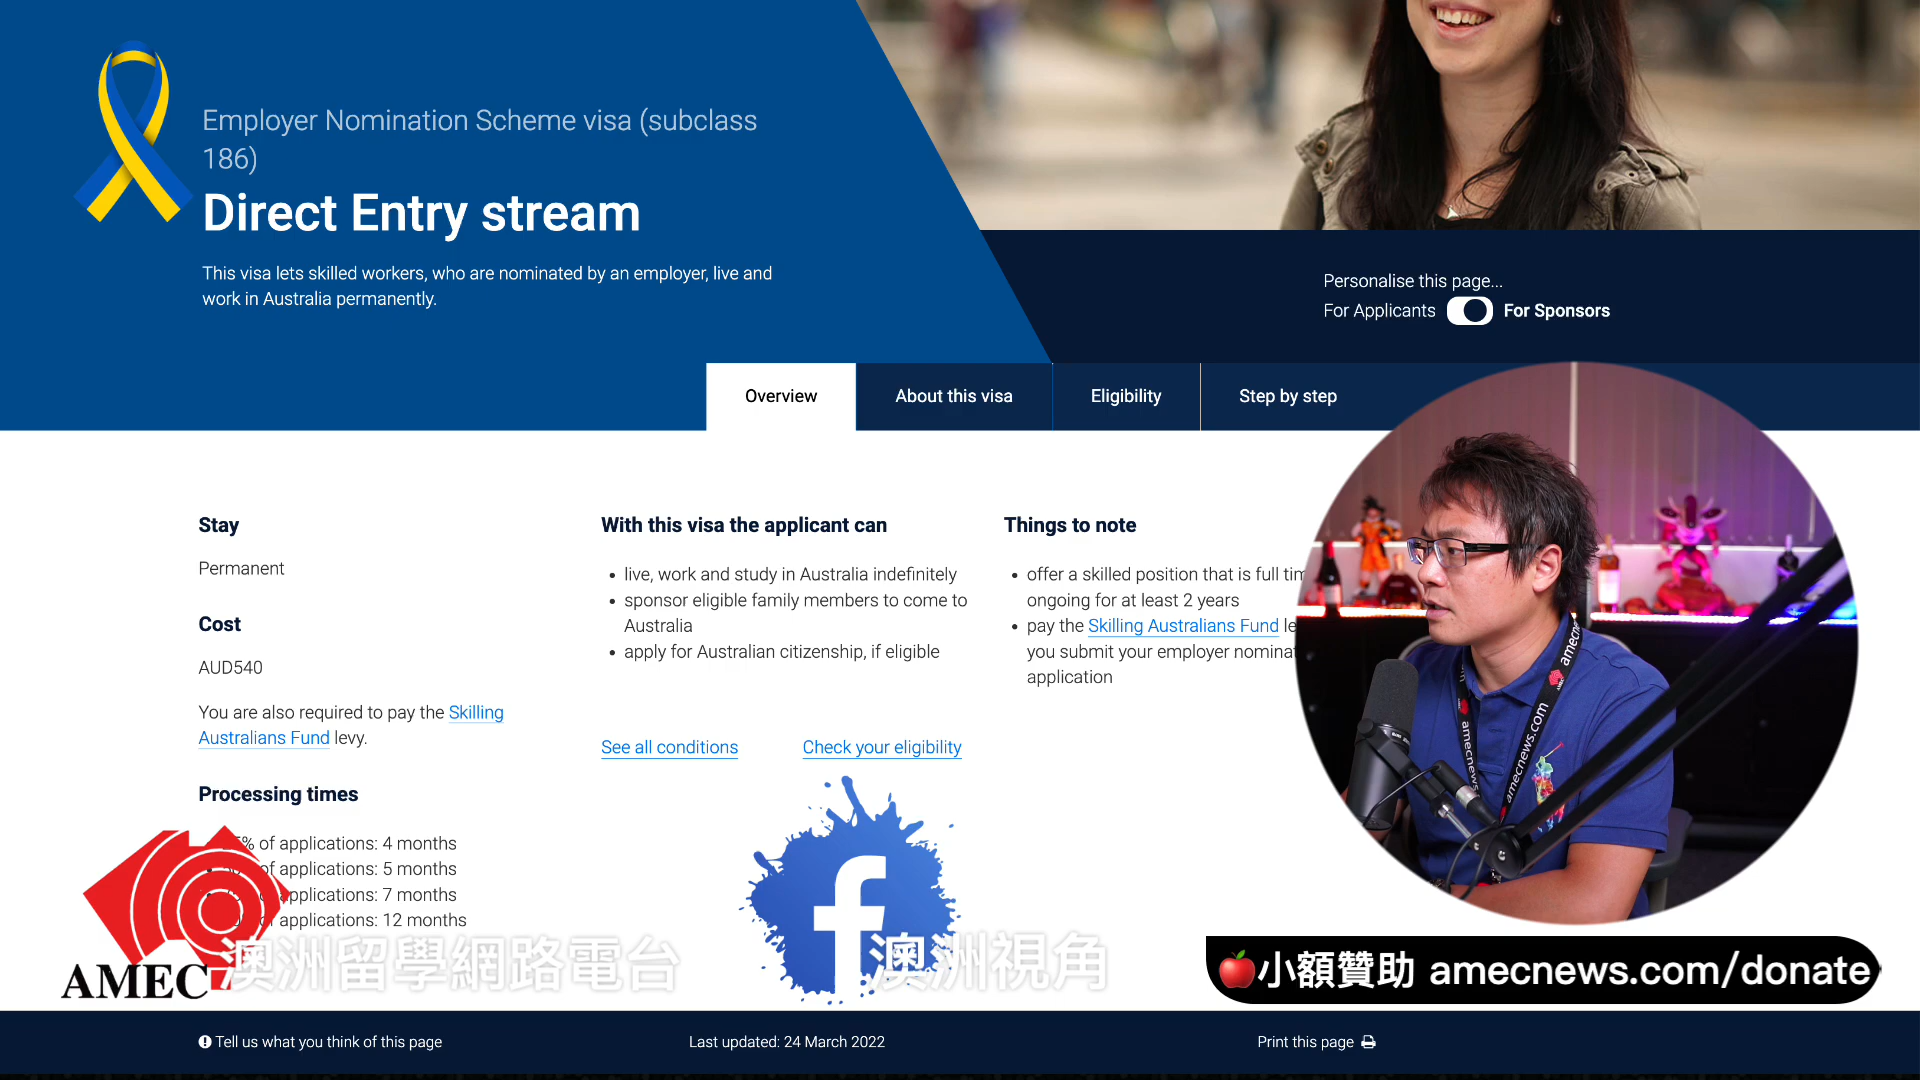 Employer Nomination Scheme visa (subclass
186)
Direct Entry stream
This visa lets skilled workers, who are nominated by an employer, live and
work in Australia permanently.
Personalise this page...
For Applicants For Sponsors
Overview About this visa Eligibility Step by step
Stay
Permanent
Cost
AUD540
You are also required to pay the Skilling
Australians Fund levy.
Processing times
% of applications: 4 months
of applications: 5 months
applications: 7 months
applications: 12 months
With this visa the applicant can
live, work and study in Australia indefinitely
sponsor eligible family members to come to
Australia
apply for Australian citizenship, if eligible
See all conditions Check your eligibility
Things to note
offer a skilled position that is full
ongoing for at least 2 years
pay the Skilling Australians Fund
you submit your employer
application
amecnews.com
amecnews
AMEC 澳洲留學網路電台
f 澳洲視角
小額贊助 amecnews.com/donate
Tell us what you think of this page
Last updated: 24 March 2022
Print this page